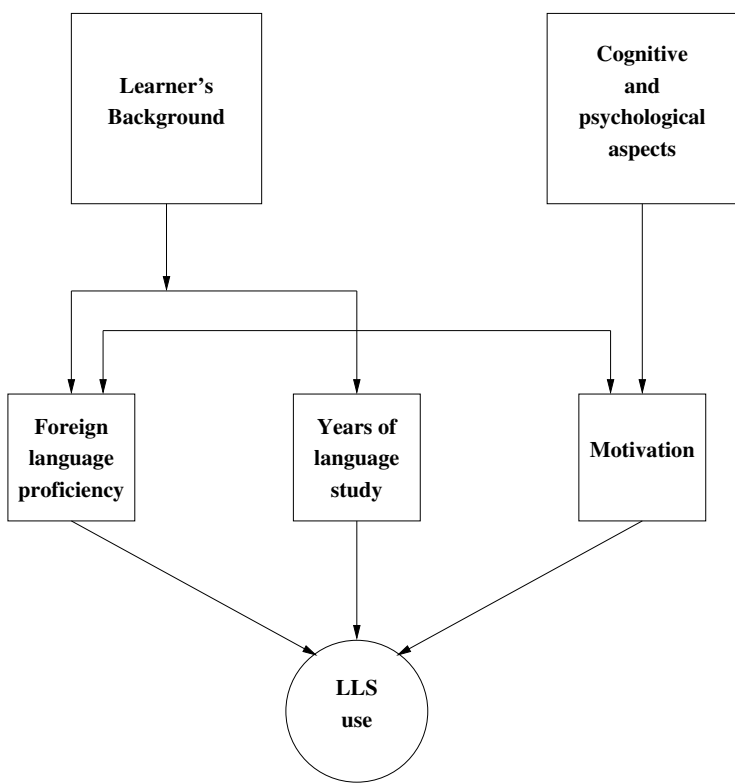 Learner's
Background
Cognitive
and
psychological
aspects
Foreign
language
proficiency
Years of
language
study
Motivation
LLS
use